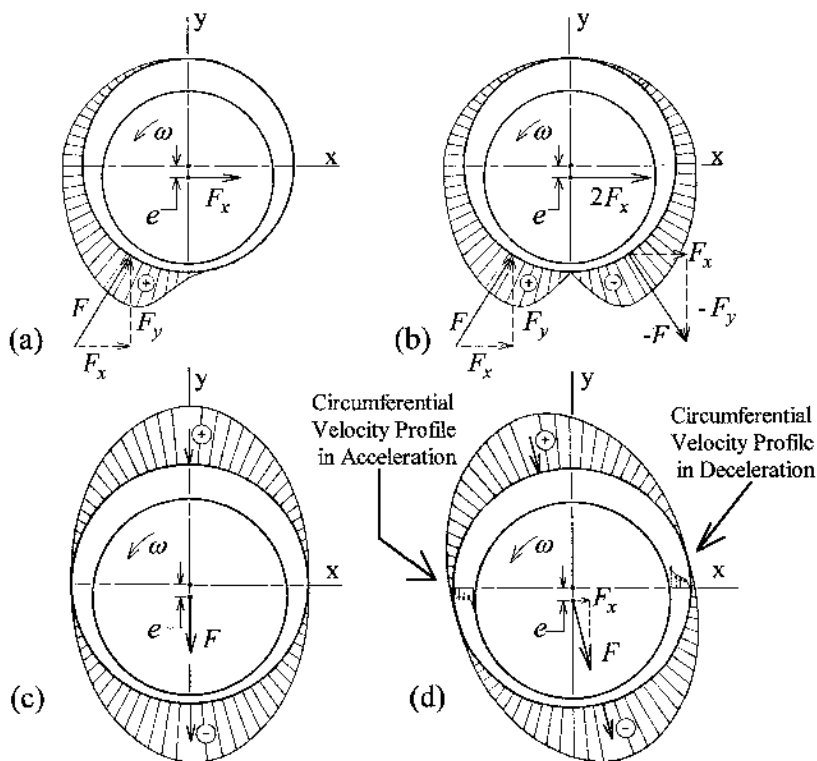 y
ω
x
e
F_x
+
F
F_y
F_x
(a)
y
ω
x
e
2F_x
F_x
+
-
F
F_y
-F
-F_y
F_x
(b)
y
+
ω
x
e
F
-
(c)
Circumferential
Velocity Profile
in Acceleration
y
Circumferential
Velocity Profile
in Deceleration
+
ω
x
e
F_x
F
-
(d)